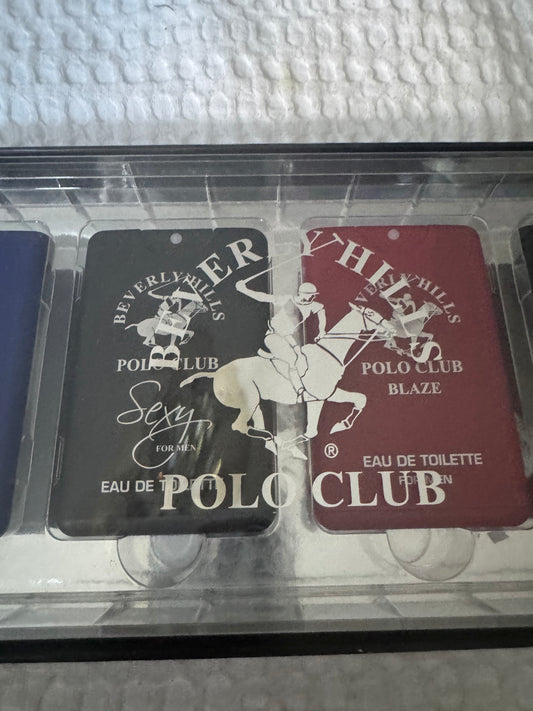 BEVERLY HILLS
POLO CLUB
Sexy
FOR MEN
EAU DE TOILETTE
BEVERLY HILLS
POLO CLUB
BLAZE
EAU DE TOILETTE
FOR MEN
BEVERLY HILLS
®
POLO CLUB